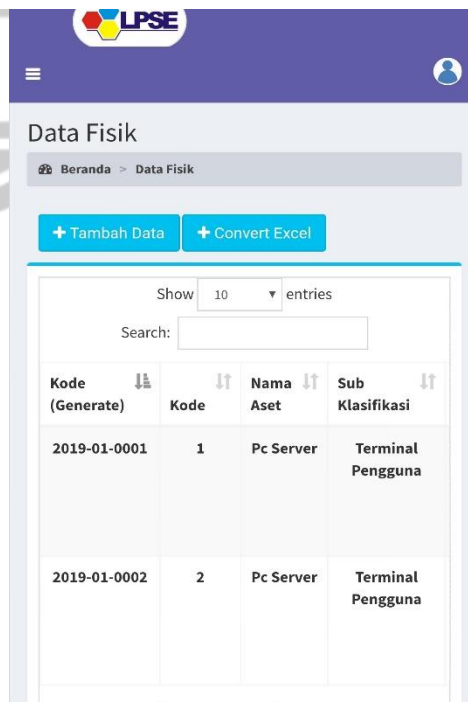 LPSE
Data Fisik
Beranda > Data Fisik
+ Tambah Data + Convert Excel
Show 10 entries
Search:
Kode (Generate) Kode Nama Aset Sub Klasifikasi
2019-01-0001 1 Pc Server Terminal Pengguna
2019-01-0002 2 Pc Server Terminal Pengguna